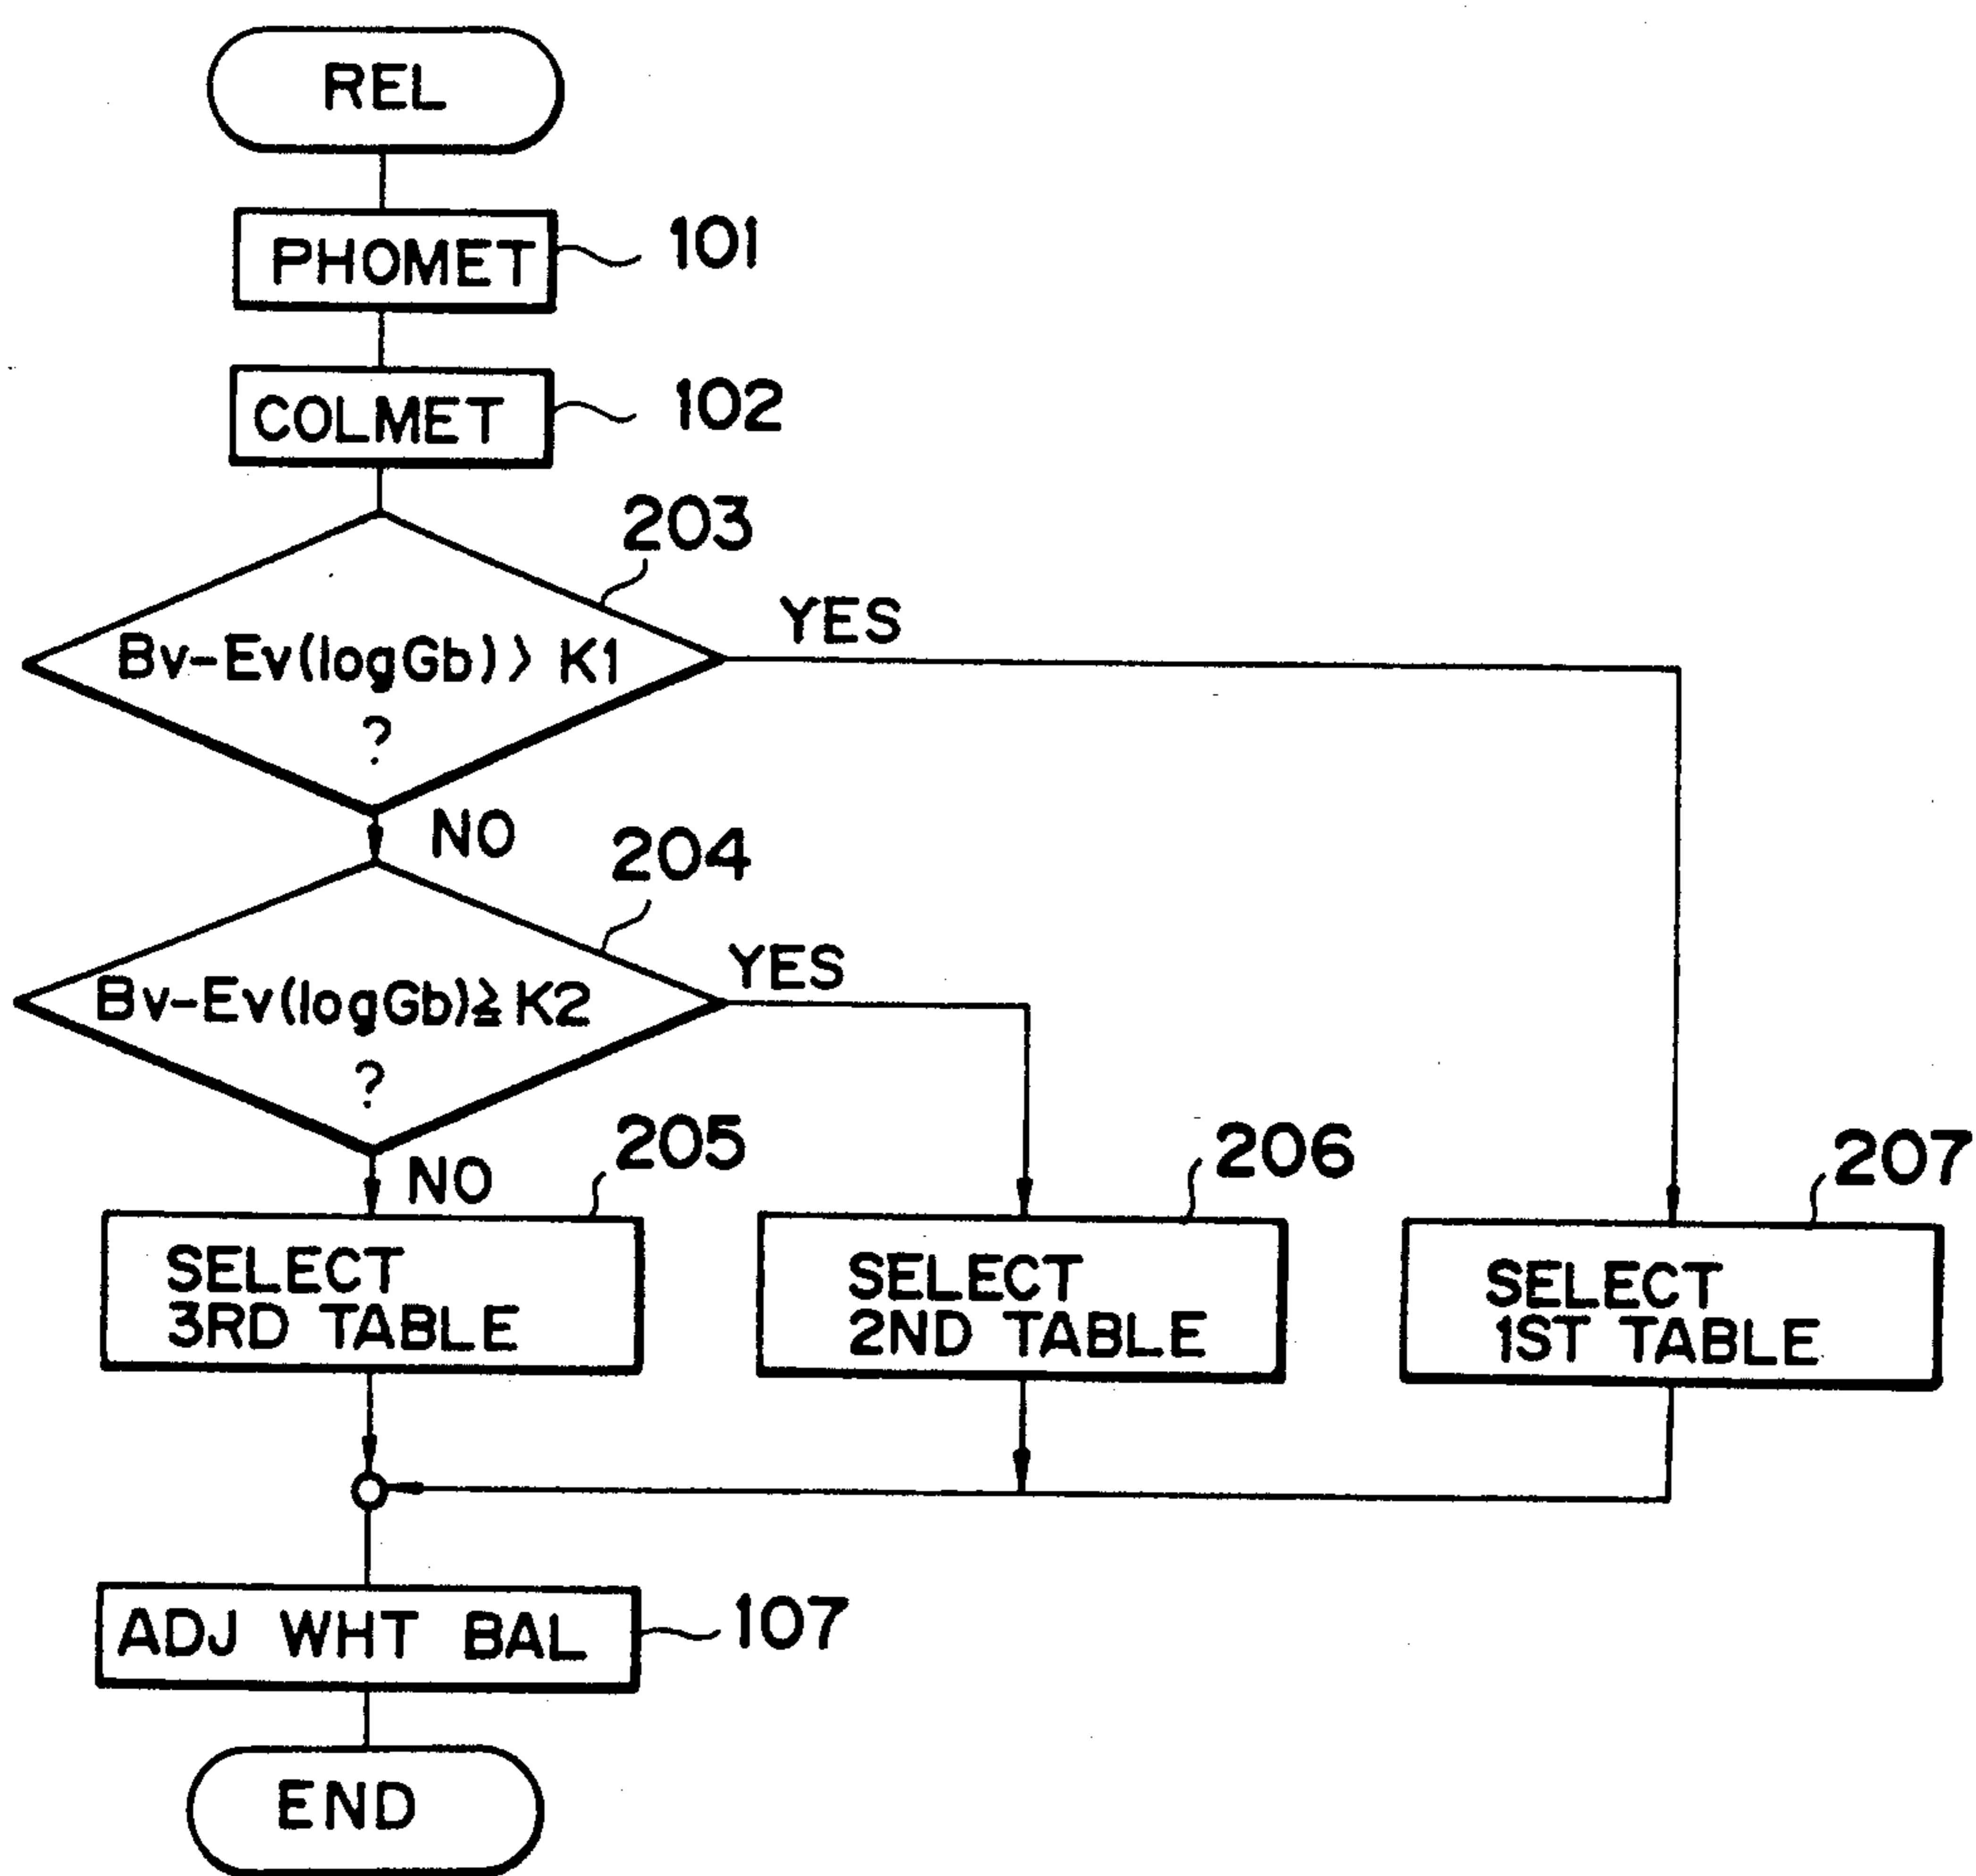 REL
PHOMET
101
COLMET
102
203
Bv-Ev(logGb) > K1
?
YES
NO
204
Bv-Ev(logGb) ≧ K2
?
YES
NO
205
SELECT
3RD TABLE
206
SELECT
2ND TABLE
207
SELECT
1ST TABLE
ADJ WHT BAL
107
END